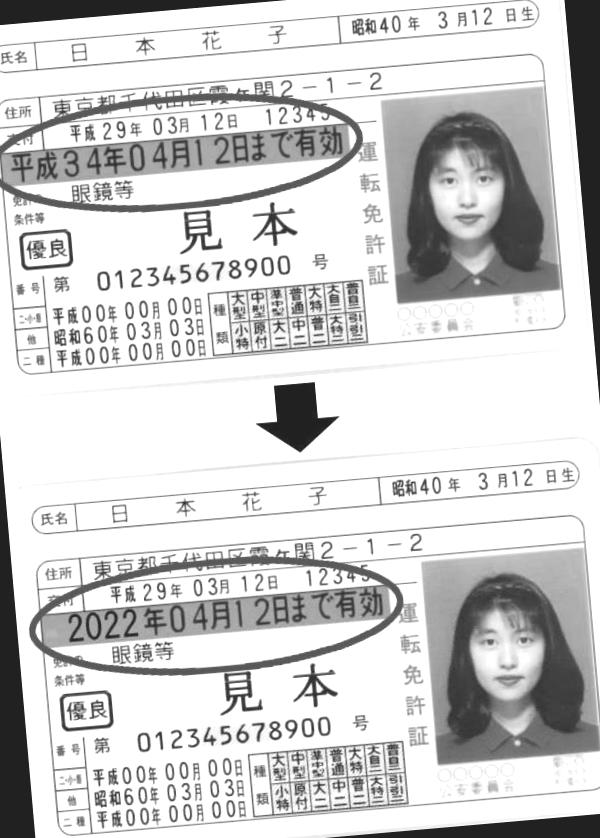 氏名 日本花子 昭和40年 3月12日生
住所 東京都千代田区霞ヶ関2-1-2
交付 平成29年03月12日 12345
平成34年04月12日まで有効
眼鏡等
免許の
条件等
見本
優良
番号 第 012345678900 号
二・小・原 平成00年00月00日
他 昭和60年03月03日
二種 平成00年00月00日
種類
大型 中型 準中型 普通 大特 大自二 普自二
小特 原付 大二 中二 普二 大特二 引引二
運転免許証
公安委員会
氏名 日本花子 昭和40年 3月12日生
住所 東京都千代田区霞ヶ関2-1-2
交付 平成29年03月12日 12345
2022年04月12日まで有効
眼鏡等
免許の
条件等
見本
優良
番号 第 012345678900 号
二・小・原 平成00年00月00日
他 昭和60年03月03日
二種 平成00年00月00日
種類
大型 中型 準中型 普通 大特 大自二 普自二
小特 原付 大二 中二 普二 大特二 引引二
運転免許証
公安委員会